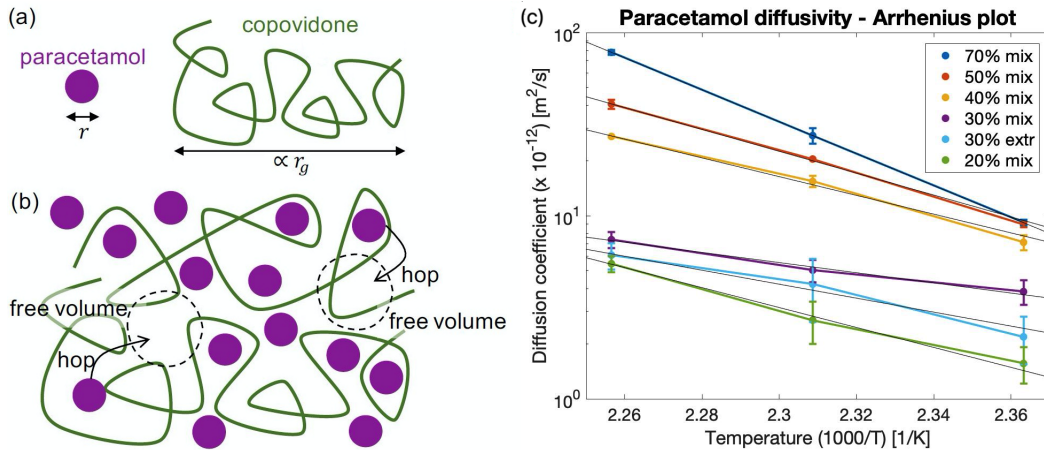 (a)
copovidone
paracetamol
r
∝ r_g
(b)
hop
free volume
free volume
hop
(c)
Paracetamol diffusivity - Arrhenius plot
Diffusion coefficient (x 10^-12) [m^2/s]
10^2
10^1
10^0
70% mix
50% mix
40% mix
30% mix
30% extr
20% mix
2.26 2.28 2.3 2.32 2.34 2.36
Temperature (1000/T) [1/K]